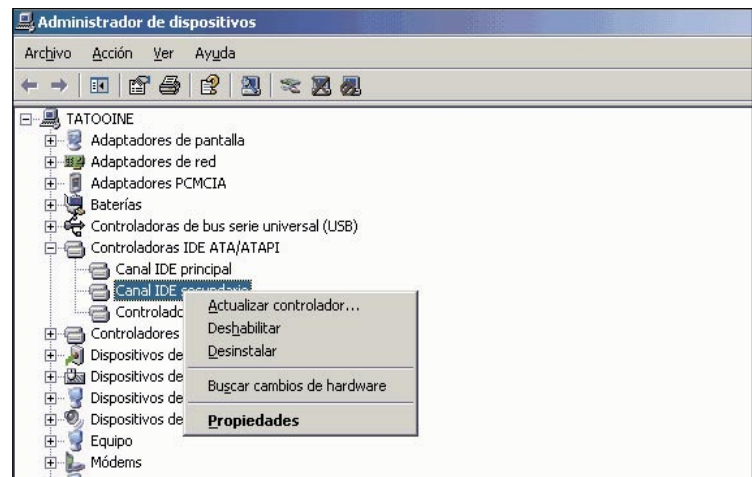 Administrador de dispositivos
Archivo Acción Ver Ayuda
TATOOINE
Adaptadores de pantalla
Adaptadores de red
Adaptadores PCMCIA
Baterías
Controladoras de bus serie universal (USB)
Controladoras IDE ATA/ATAPI
Canal IDE principal
Canal IDE secundario
Actualizar controlador...
Deshabilitar
Desinstalar
Buscar cambios de hardware
Propiedades
Controladores
Dispositivos de
Dispositivos de
Dispositivos de
Dispositivos de
Equipo
Módems